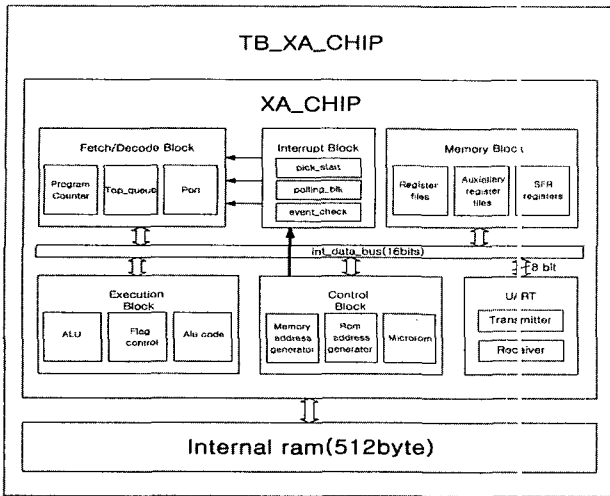 TB_XA_CHIP
XA_CHIP
Fetch/Decode Block
Program Counter
Top_queue
Port
Interrupt Block
pick_start
polling_blk
event_check
Memory Block
Register files
Auxiliary register files
SFR registers
int_data_bus(16bits)
8 bit
Execution Block
ALU
Flag control
Alu code
Control Block
Memory address generator
Rom address generator
Microrom
UART
Transmitter
Receiver
Internal ram(512byte)